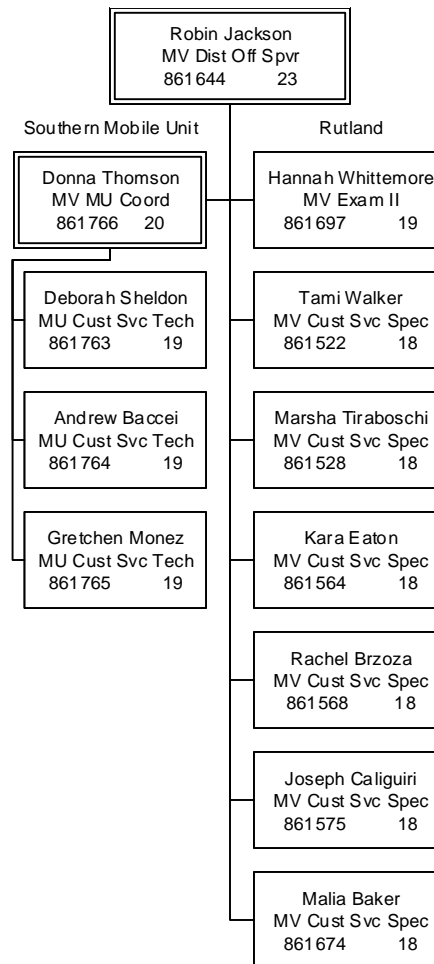 Robin Jackson
MV Dist Off Spvr
861644 23
Southern Mobile Unit
Donna Thomson
MV MU Coord
861766 20
Deborah Sheldon
MU Cust Svc Tech
861763 19
Andrew Baccei
MU Cust Svc Tech
861764 19
Gretchen Monez
MU Cust Svc Tech
861765 19
Rutland
Hannah Whittemore
MV Exam II
861697 19
Tami Walker
MV Cust Svc Spec
861522 18
Marsha Tiraboschi
MV Cust Svc Spec
861528 18
Kara Eaton
MV Cust Svc Spec
861564 18
Rachel Brzoza
MV Cust Svc Spec
861568 18
Joseph Caliguiri
MV Cust Svc Spec
861575 18
Malia Baker
MV Cust Svc Spec
861674 18